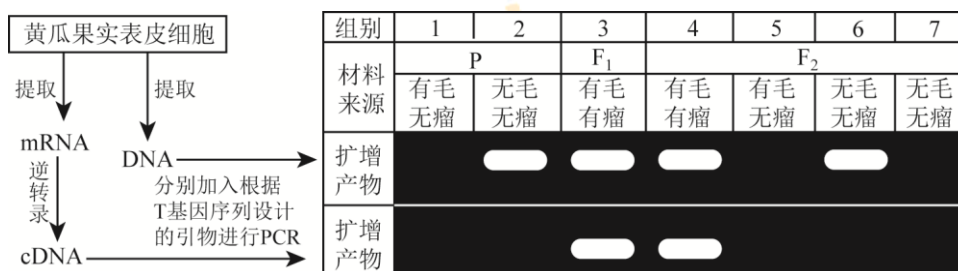 黄瓜果实表皮细胞
提取
提取
mRNA
DNA
逆转录
分别加入根据
T基因序列设计
的引物进行PCR
cDNA
组别 1 2 3 4 5 6 7
材料来源 P F₁ F₂
有毛无瘤 无毛无瘤 有毛有瘤 有毛有瘤 有毛无瘤 无毛无瘤 无毛无瘤
扩增产物
扩增产物